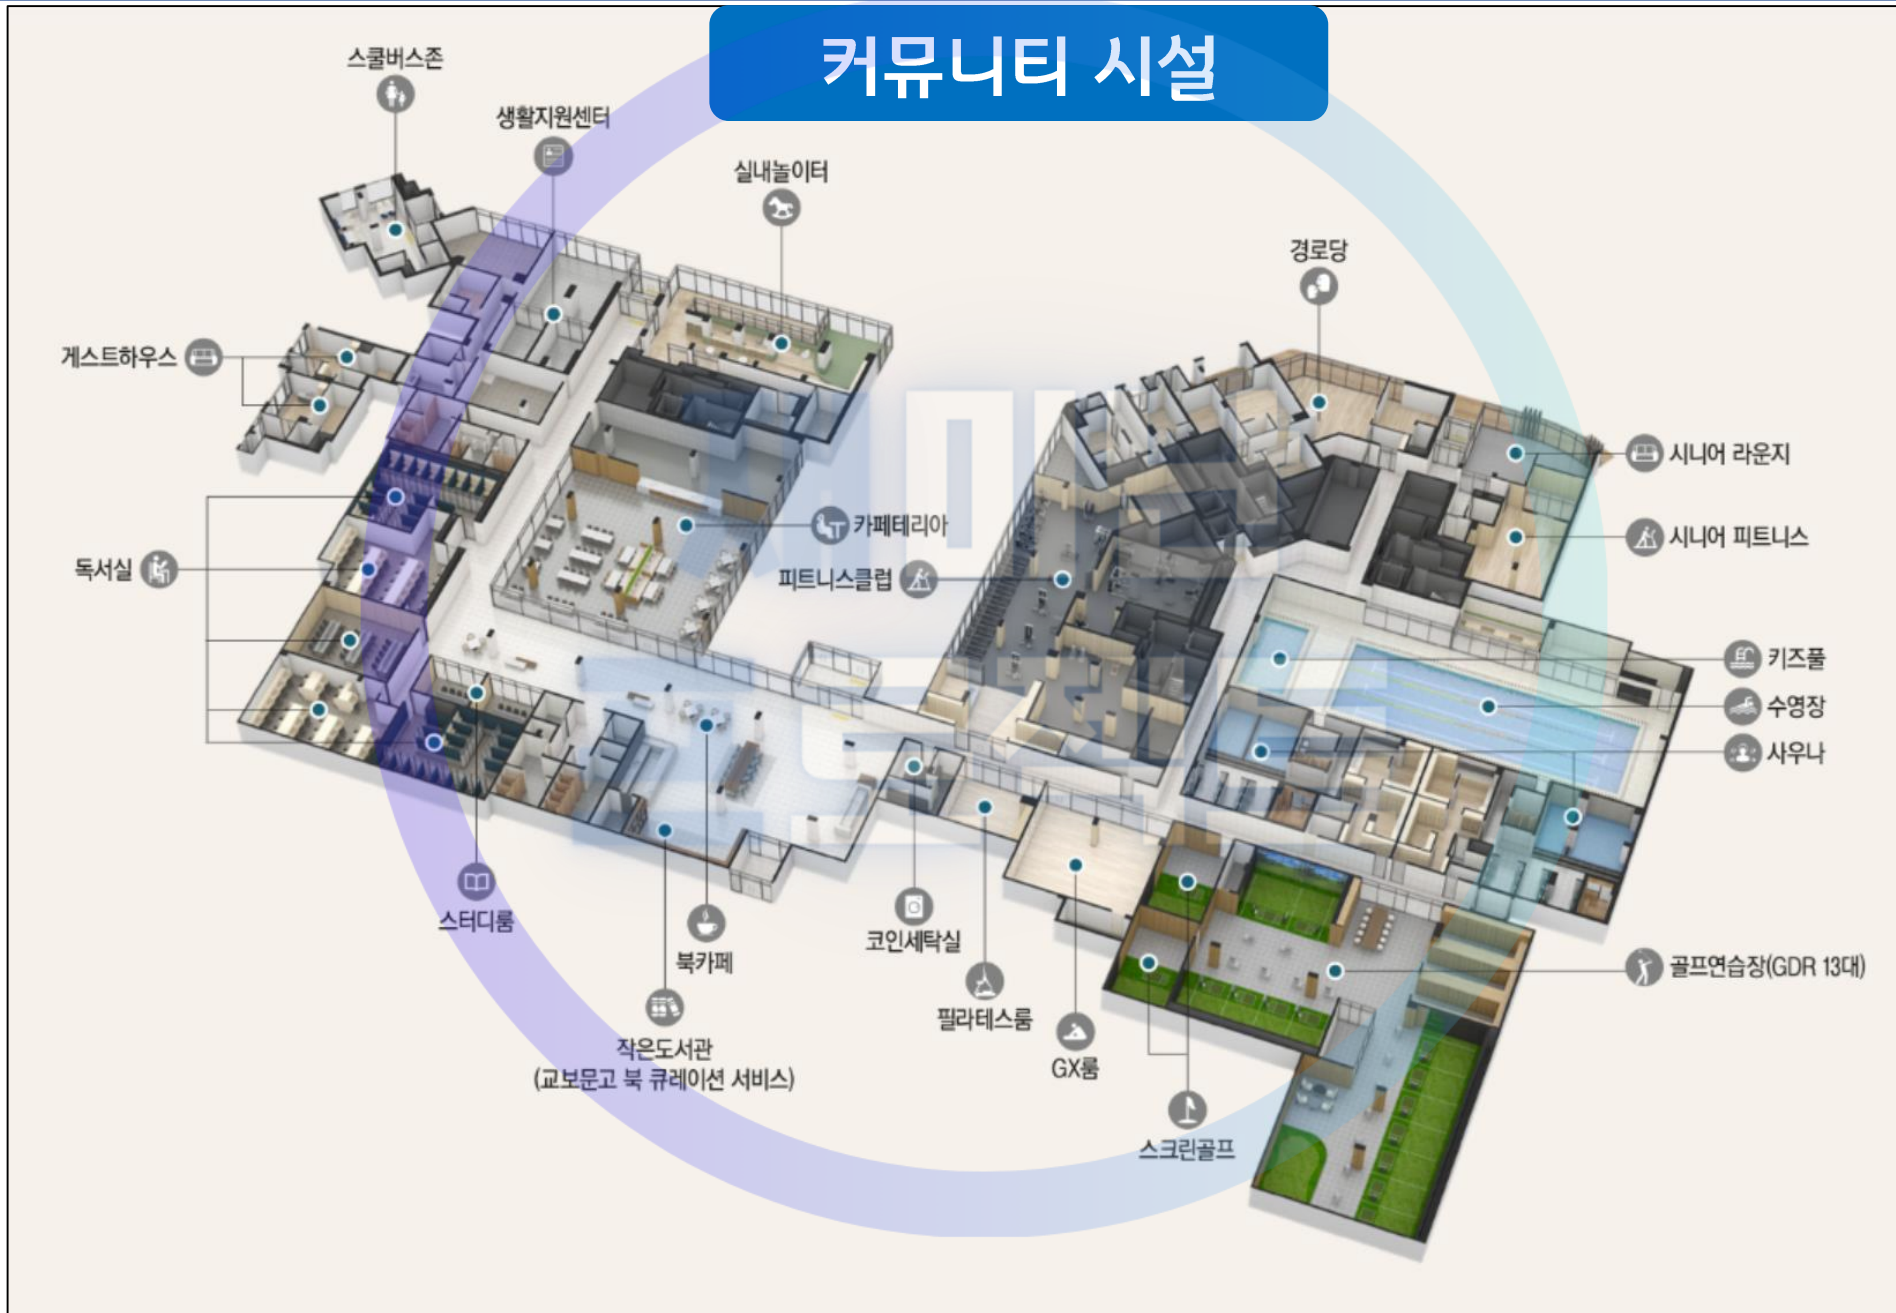 커뮤니티 시설
스쿨버스존
생활지원센터
실내놀이터
경로당
게스트하우스
시니어 라운지
카페테리아
시니어 피트니스
독서실
피트니스클럽
키즈풀
수영장
사우나
스터디룸
북카페
코인세탁실
골프연습장(GDR 13대)
필라테스룸
작은도서관
(교보문고 북 큐레이션 서비스)
GX룸
스크린골프